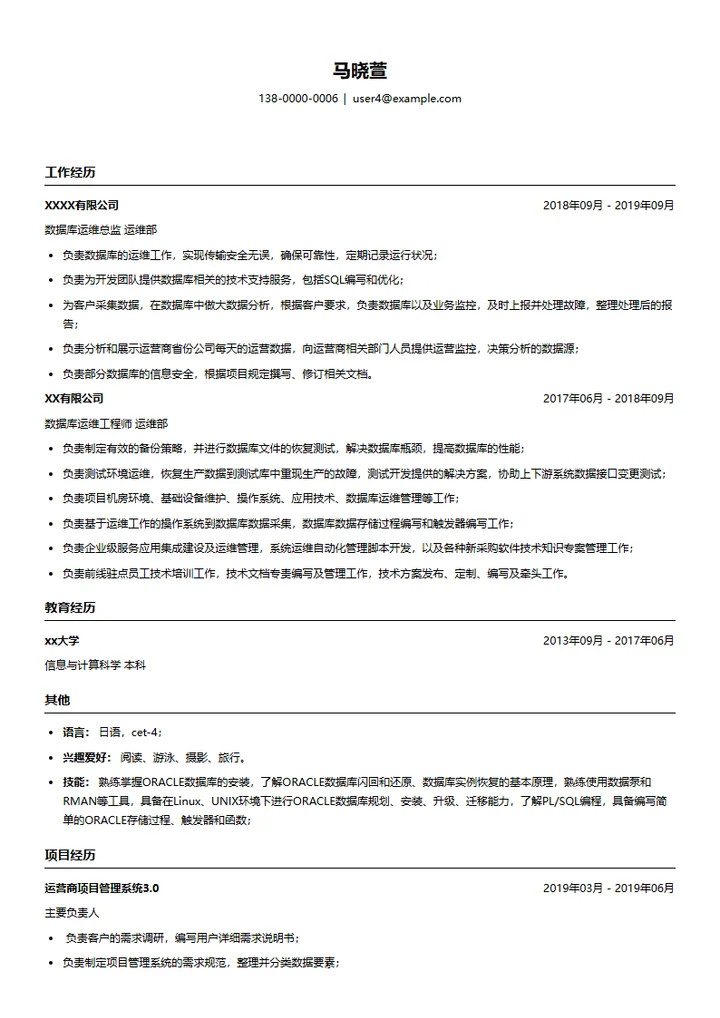 马晓萱
138-0000-0006 | user4@example.com
工作经历
XXXX有限公司 2018年09月 - 2019年09月
数据库运维总监 运维部
• 负责数据库的运维工作，实现传输安全无误，确保可靠性，定期记录运行状况；
• 负责为开发团队提供数据库相关的技术支持服务，包括SQL编写和优化；
• 为客户采集数据，在数据库中做大数据分析，根据客户要求，负责数据库以及业务监控，及时上报并处理故障，整理处理后的报
告；
• 负责分析和展示运营商省份公司每天的运营数据，向运营商相关部门人员提供运营监控，决策分析的数据源；
• 负责部分数据库的信息安全，根据项目规定撰写、修订相关文档。
XX有限公司 2017年06月 - 2018年09月
数据库运维工程师 运维部
• 负责制定有效的备份策略，并进行数据库文件的恢复测试，解决数据库瓶颈，提高数据库的性能；
• 负责测试环境运维，恢复生产数据到测试库中重现生产的故障，测试开发提供的解决方案，协助上下游系统数据接口变更测试；
• 负责项目机房环境、基础设备维护、操作系统、应用技术、数据库运维管理等工作；
• 负责基于运维工作的操作系统到数据库数据采集，数据库数据存储过程编写和触发器编写工作；
• 负责企业级服务应用集成建设及运维管理，系统运维自动化管理脚本开发，以及各种新采购软件技术知识专案管理工作；
• 负责前线驻点员工技术培训工作，技术文档专责编写及管理工作，技术方案发布、定制、编写及牵头工作。
教育经历
xx大学 2013年09月 - 2017年06月
信息与计算科学 本科
其他
• 语言： 日语，cet-4；
• 兴趣爱好： 阅读、游泳、摄影、旅行。
• 技能： 熟练掌握ORACLE数据库的安装，了解ORACLE数据库闪回和还原、数据库实例恢复的基本原理，熟练使用数据泵和
RMAN等工具，具备在Linux、UNIX环境下进行ORACLE数据库规划、安装、升级、迁移能力，了解PL/SQL编程，具备编写简
单的ORACLE存储过程、触发器和函数；
项目经历
运营商项目管理系统3.0 2019年03月 - 2019年06月
主要负责人
• 负责客户的需求调研，编写用户详细需求说明书；
• 负责制定项目管理系统的需求规范，整理并分类数据要素；